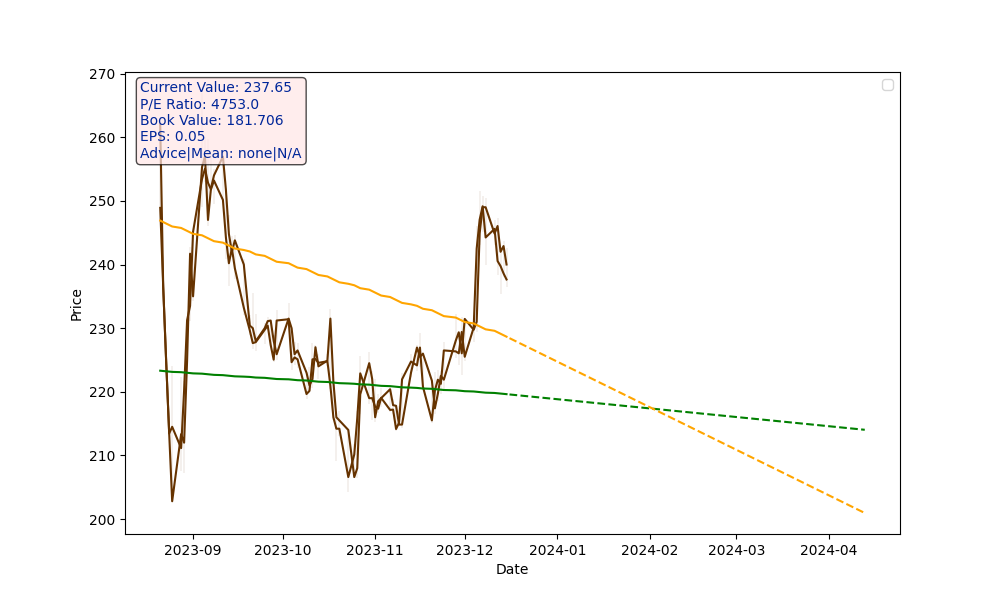 Current Value: 237.65
P/E Ratio: 4753.0
Book Value: 181.706
EPS: 0.05
Advice|Mean: none|N/A
270
260
250
240
230
220
210
200
Price
2023-09 2023-10 2023-11 2023-12 2024-01 2024-02 2024-03 2024-04
Date